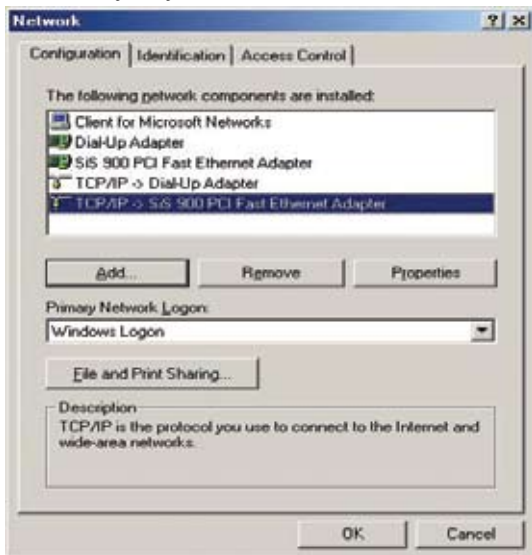 Network
Configuration Identification Access Control
The following network components are installed:
Client for Microsoft Networks
Dial-Up Adapter
SiS 900 PCI Fast Ethernet Adapter
TCP/IP -> Dial-Up Adapter
TCP/IP -> SiS 900 PCI Fast Ethernet Adapter
Add... Remove Properties
Primary Network Logon:
Windows Logon
File and Print Sharing...
Description
TCP/IP is the protocol you use to connect to the Internet and
wide-area networks.
OK Cancel